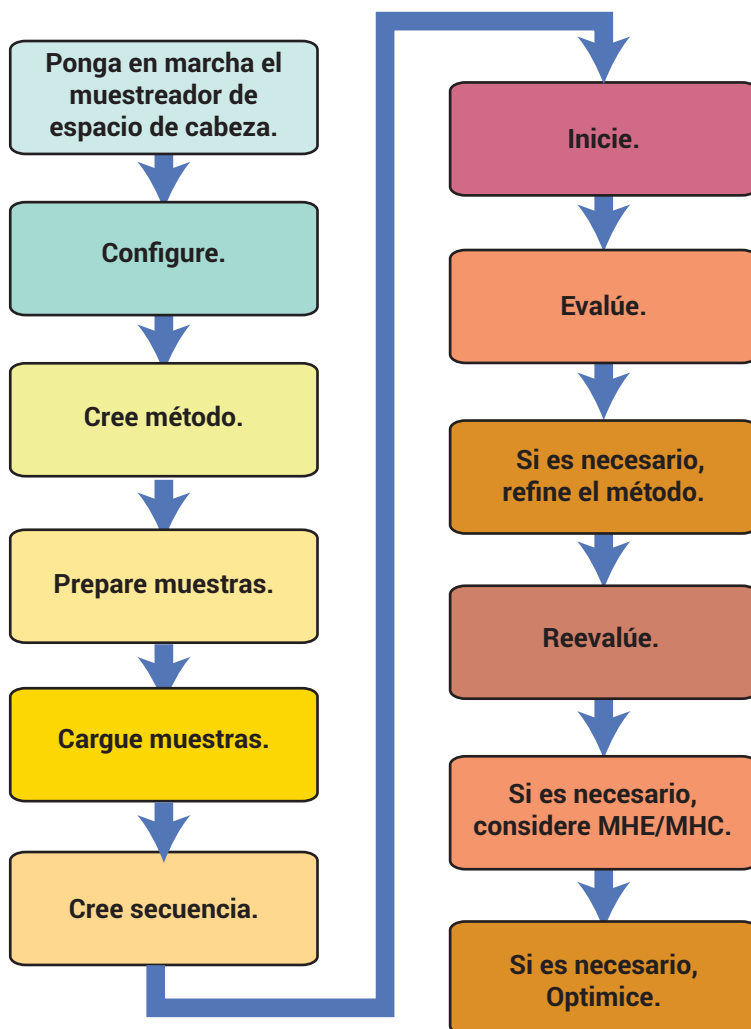 Ponga en marcha el
muestreador de
espacio de cabeza.
Configure.
Cree método.
Prepare muestras.
Cargue muestras.
Cree secuencia.
Inicie.
Evalúe.
Si es necesario,
refine el método.
Reevalúe.
Si es necesario,
considere MHE/MHC.
Si es necesario,
Optimice.